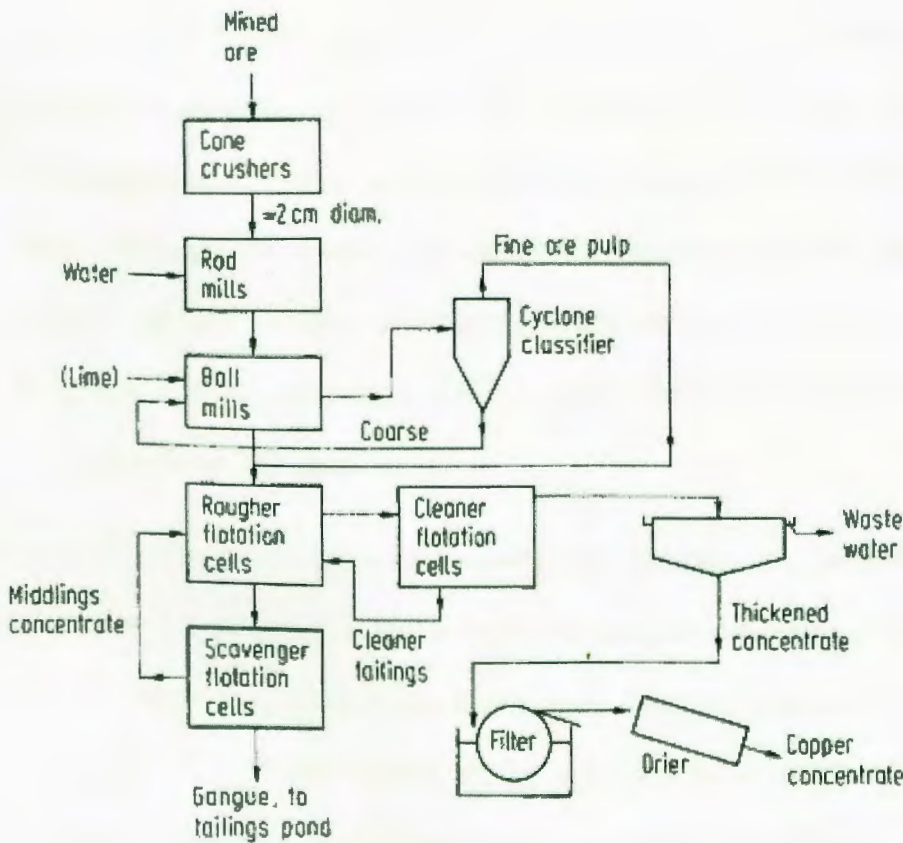 Mined
ore
Cone
crushers
≈2 cm diam.
Water
Rod
mills
Fine ore pulp
Cyclone
classifier
(Lime)
Ball
mills
Coarse
Rougher
flotation
cells
Cleaner
flotation
cells
Waste
water
Middlings
concentrate
Thickened
concentrate
Cleaner
tailings
Scavenger
flotation
cells
Filter
Drier
Copper
concentrate
Gangue, to
tailings pond